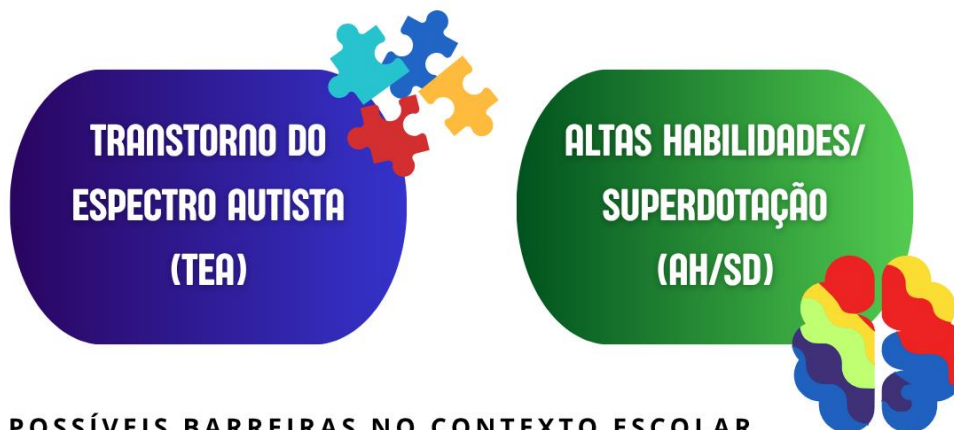 TRANSTORNO DO
ESPECTRO AUTISTA
(TEA)
ALTAS HABILIDADES/
SUPERDOTAÇÃO
(AH/SD)
POSSÍVEIS BARREIRAS NO CONTEXTO ESCOLAR